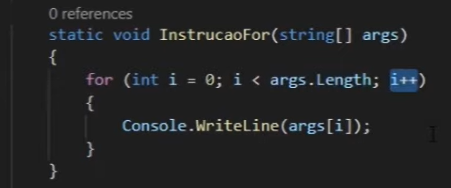 0 references
static void InstrucaoFor(string[] args)
{
for (int i = 0; i < args.Length; i++)
{
Console.WriteLine(args[i]);
}
}